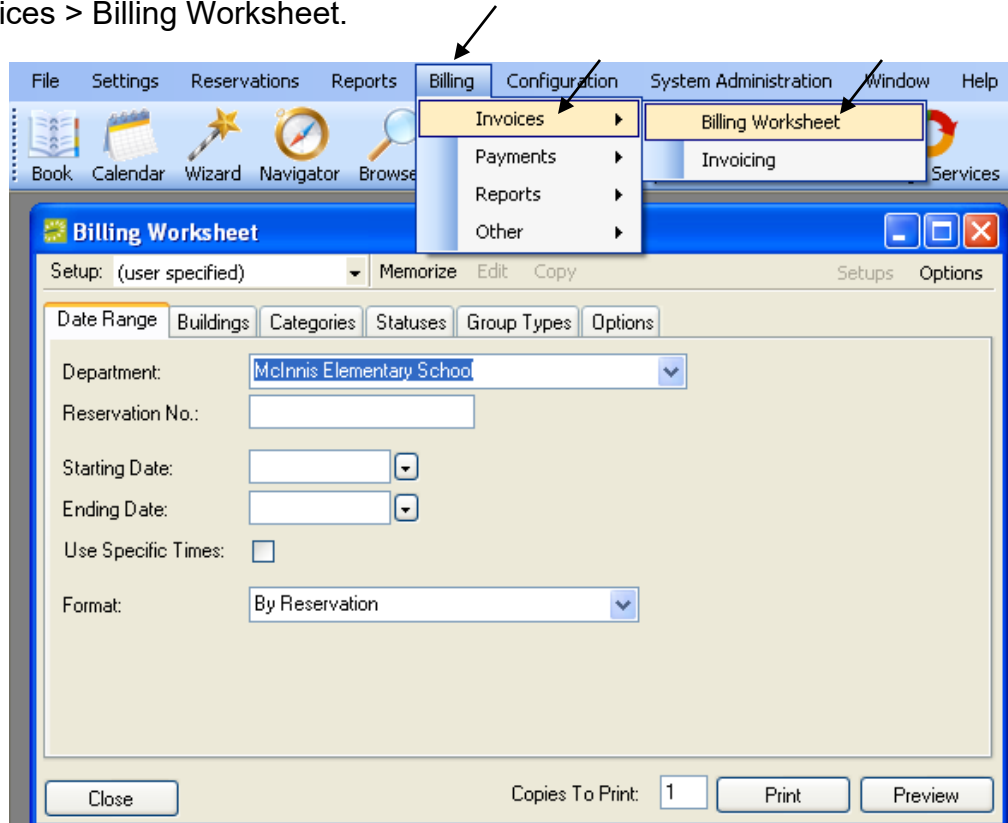 ices > Billing Worksheet.
File Settings Reservations Reports Billing Configuration System Administration Window Help
Invoices
Billing Worksheet
Payments
Invoicing
Reports
Other
Book Calendar Wizard Navigator Browse Services
Billing Worksheet
Setup: (user specified) Memorize Edit Copy Setups Options
Date Range Buildings Categories Statuses Group Types Options
Department: McInnis Elementary School
Reservation No.:
Starting Date:
Ending Date:
Use Specific Times:
Format: By Reservation
Close Copies To Print: 1 Print Preview